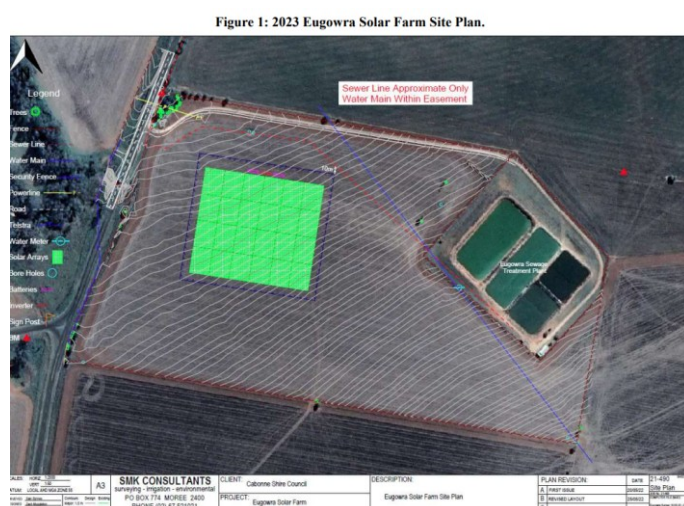 Figure 1: 2023 Eugowra Solar Farm Site Plan.
Sewer Line Approximate Only
Water Main Within Easement
Legend
Trees
Fence
Sewer Line
Water Main
Security Fence
Powerline
Road
Telstra
Water Meter
Solar Arrays
Bore Holes
Batteries
Inverter
Sign Post
BM
Eugowra Sewage
Treatment Plant
A3
SMK CONSULTANTS
surveying - irrigation - environmental
PO BOX 774 MOREE 2400
CLIENT:
Cabonne Shire Council
PROJECT:
Eugowra Solar Farm
DESCRIPTION:
Eugowra Solar Farm Site Plan
PLAN REVISION:
DATE
A FIRST ISSUE
B REVISED LAYOUT
21-490
Site Plan